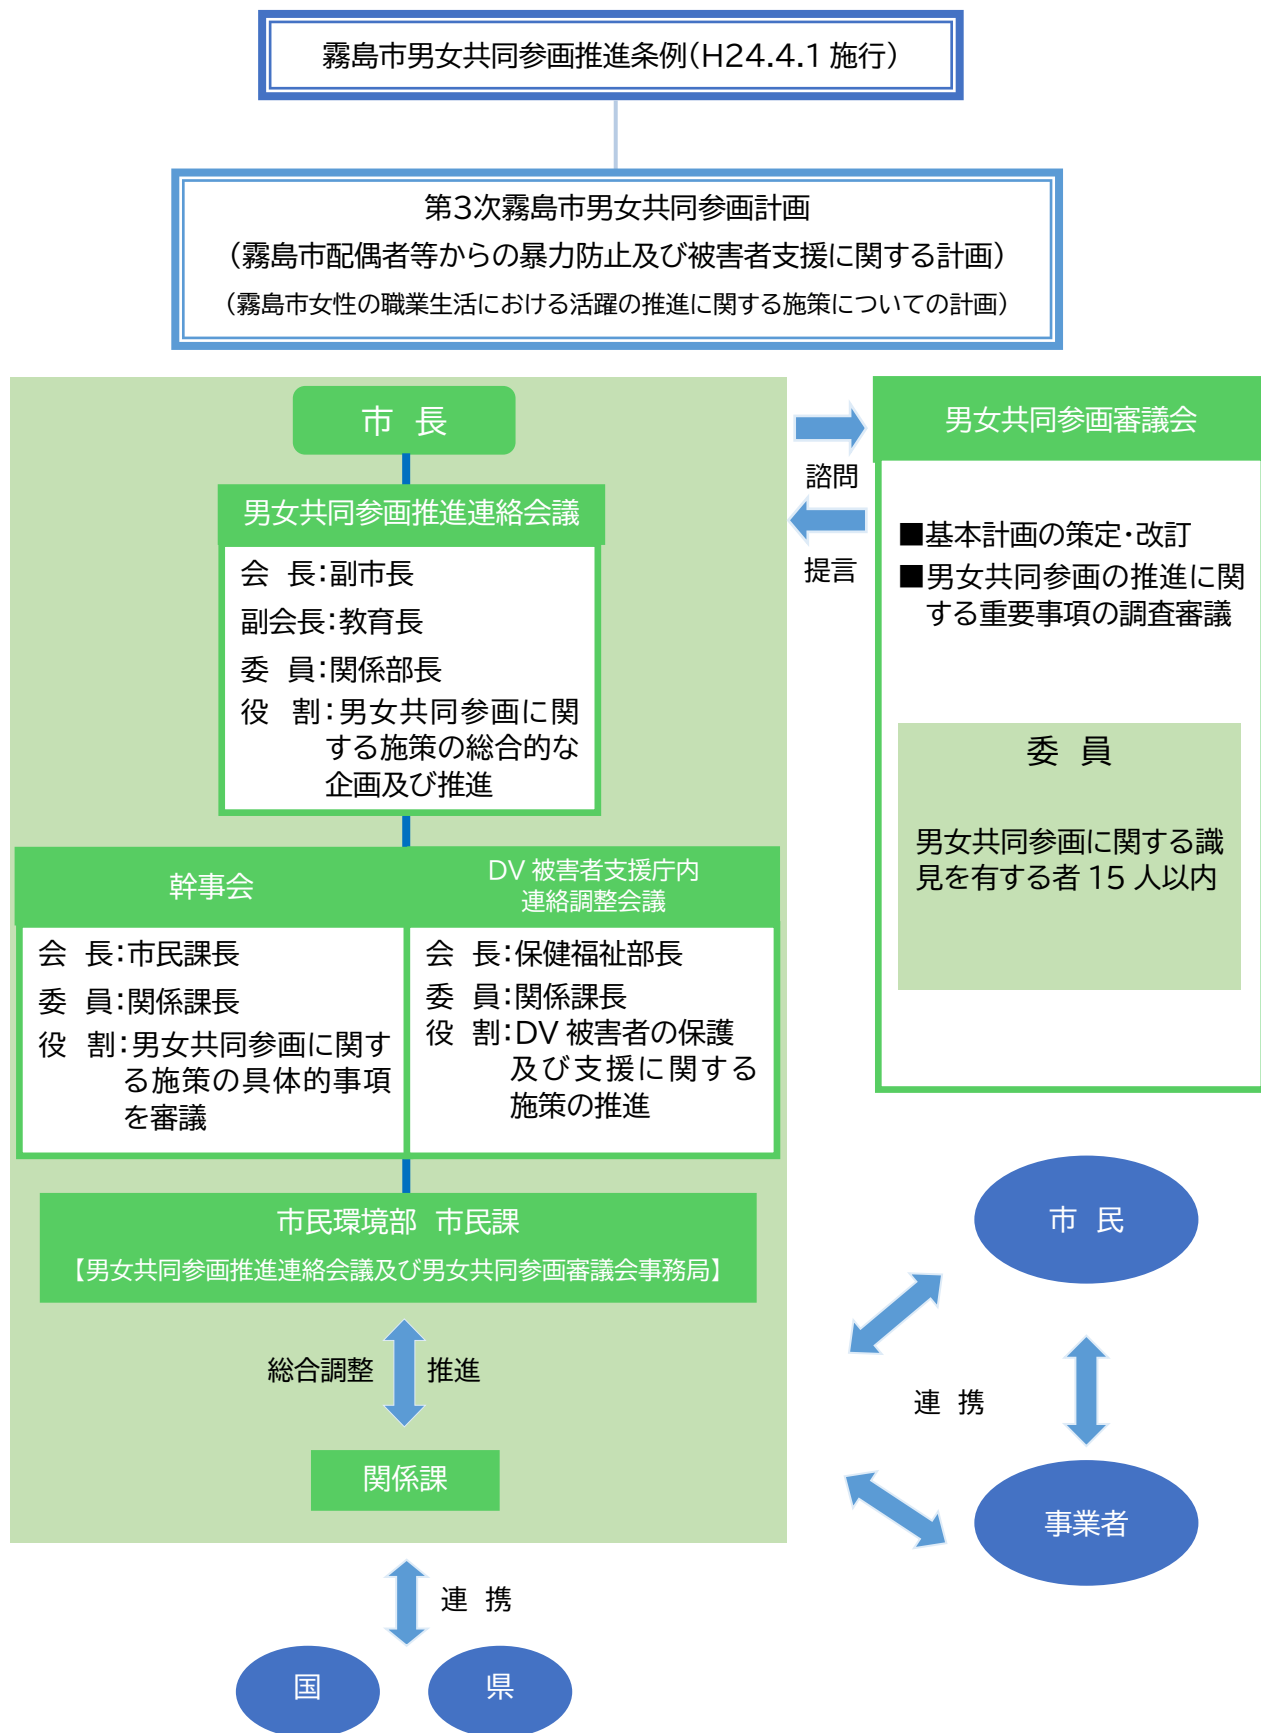 霧島市男女共同参画推進条例(H24.4.1 施行)
第3次霧島市男女共同参画計画
(霧島市配偶者等からの暴力防止及び被害者支援に関する計画)
(霧島市女性の職業生活における活躍の推進に関する施策についての計画)
市 長
男女共同参画推進連絡会議
会 長:副市長
副会長:教育長
委 員:関係部長
役 割:男女共同参画に関
する施策の総合的な
企画及び推進
諮問
提言
男女共同参画審議会
■基本計画の策定・改訂
■男女共同参画の推進に関
する重要事項の調査審議
委 員
男女共同参画に関する識
見を有する者 15 人以内
幹事会
会 長:市民課長
委 員:関係課長
役 割:男女共同参画に関す
る施策の具体的事項
を審議
DV 被害者支援庁内
連絡調整会議
会 長:保健福祉部長
委 員:関係課長
役 割:DV 被害者の保護
及び支援に関する
施策の推進
市民環境部 市民課
【男女共同参画推進連絡会議及び男女共同参画審議会事務局】
総合調整 推進
関係課
市 民
連 携
事業者
連 携
国 県